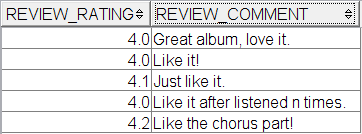 REVIEW_RATING REVIEW_COMMENT
4.0 Great album, love it.
4.0 Like it!
4.1 Just like it.
4.0 Like it after listened n times.
4.2 Like the chorus part!